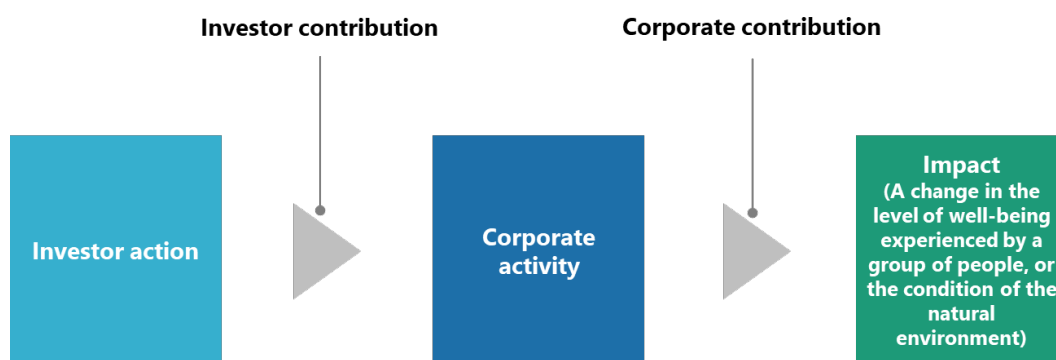 Investor contribution
Corporate contribution
Investor action
Corporate
activity
Impact
(A change in the
level of well-being
experienced by a
group of people, or
the condition of the
natural
environment)